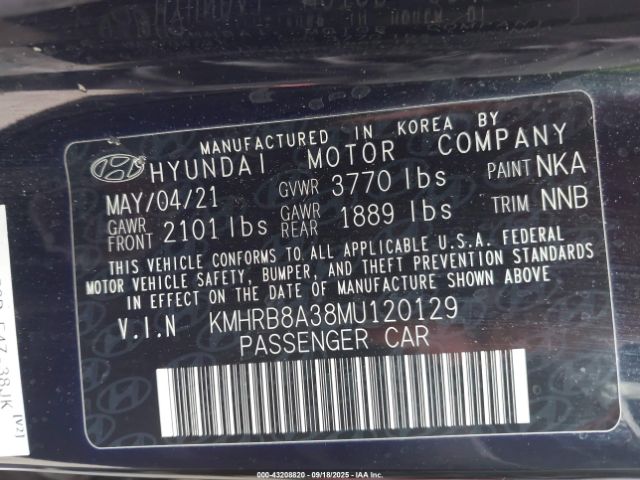 MANUFACTURED IN KOREA BY
HYUNDAI MOTOR COMPANY
MAY/04/21 GVWR 3770 lbs PAINT NKA
GAWR FRONT 2101 lbs GAWR REAR 1889 lbs TRIM NNB
THIS VEHICLE CONFORMS TO ALL APPLICABLE U.S.A. FEDERAL
MOTOR VEHICLE SAFETY, BUMPER, AND THEFT PREVENTION STANDARDS
IN EFFECT ON THE DATE OF MANUFACTURE SHOWN ABOVE
V.I.N KMHRB8A38MU120129
PASSENGER CAR
[V2]
000-43208820 - 09/18/2025 - IAA Inc.